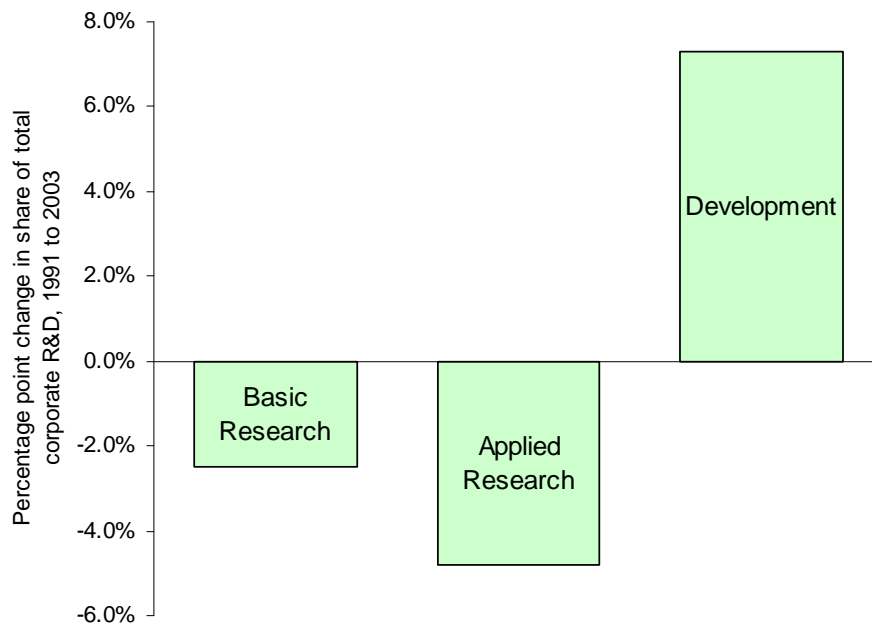 Percentage point change in share of total
corporate R&D, 1991 to 2003
8.0%
6.0%
4.0%
2.0%
0.0%
-2.0%
-4.0%
-6.0%
Basic
Research
Applied
Research
Development